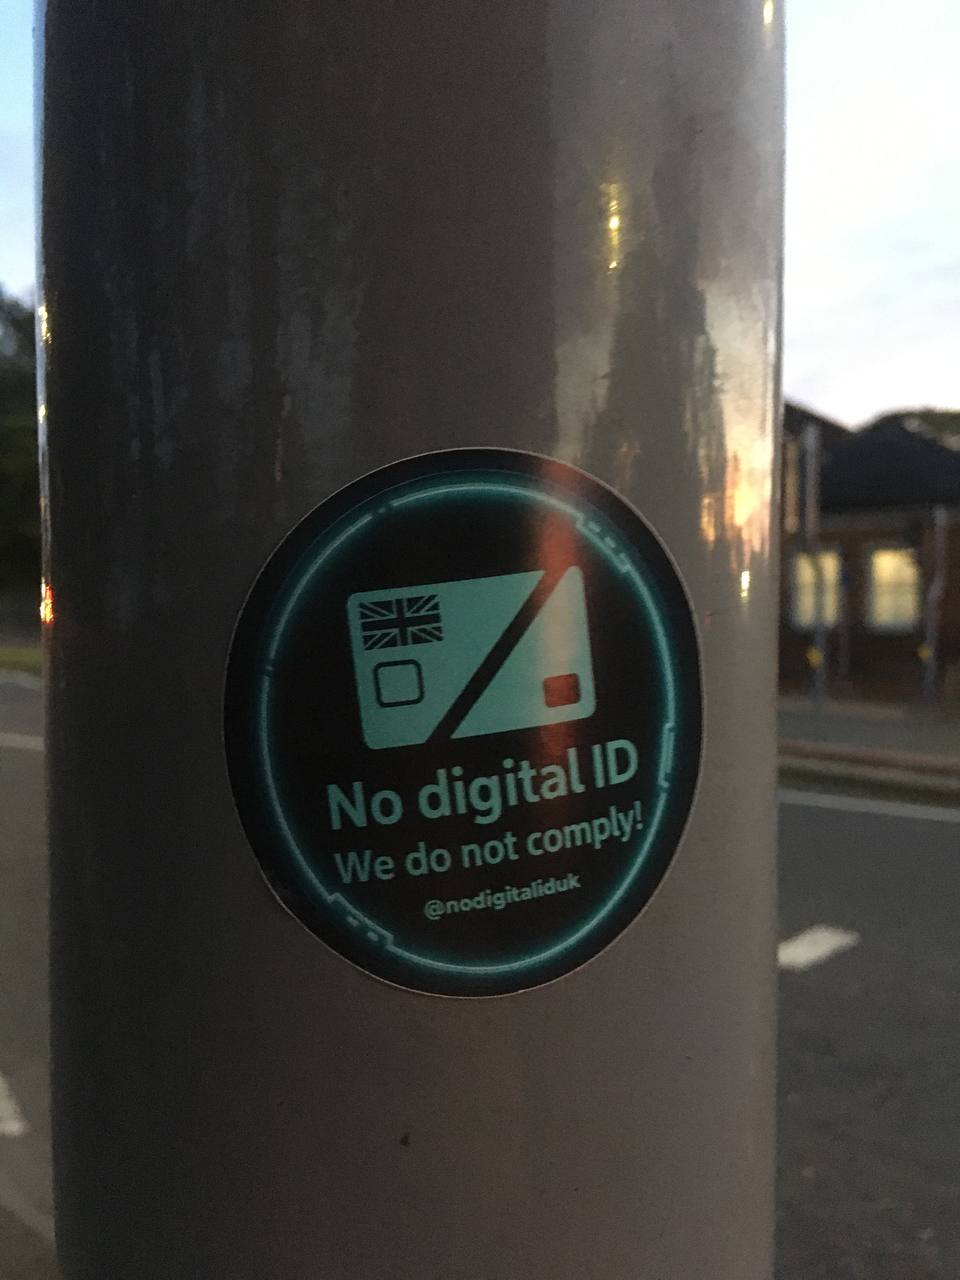 No digital ID
We do not comply!
@nodigitaliduk